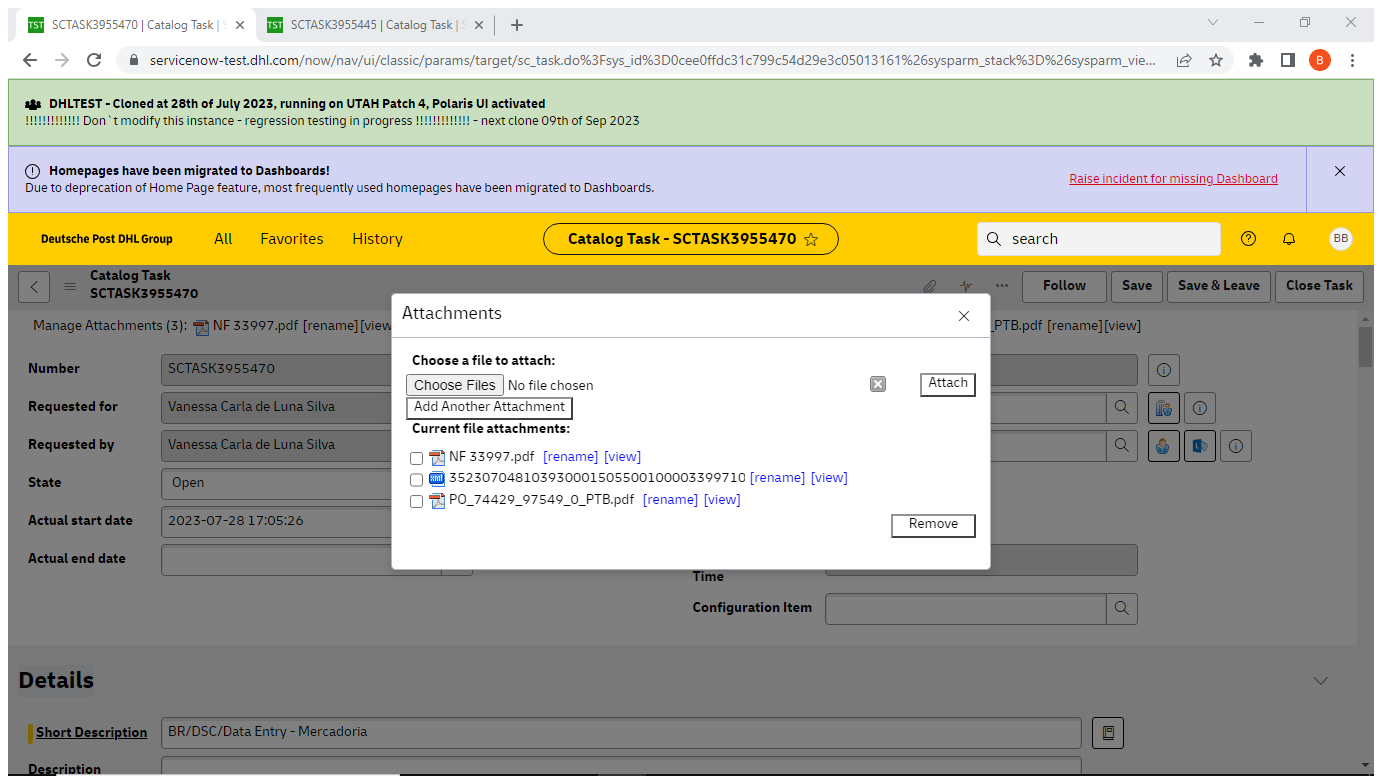 TST SCTASK3955470 | Catalog Task |
TST SCTASK3955445 | Catalog Task |
servicenow-test.dhl.com/now/nav/ui/classic/params/target/sc_task.do%3Fsys_id%3D0cee0ffdc31c799c54d29e3c05013161%26sysparm_stack%3D%26sysparm_vie...
B
DHLTEST - Cloned at 28th of July 2023, running on UTAH Patch 4, Polaris UI activated
!!!!!!!!!!!!! Don`t modify this instance - regression testing in progress !!!!!!!!!!!!! - next clone 09th of Sep 2023
Homepages have been migrated to Dashboards!
Due to deprecation of Home Page feature, most frequently used homepages have been migrated to Dashboards.
Raise incident for missing Dashboard
Deutsche Post DHL Group
All Favorites History
Catalog Task - SCTASK3955470
search
BB
Catalog Task
SCTASK3955470
Follow Save Save & Leave Close Task
Manage Attachments (3): NF 33997.pdf [rename][view
_PTB.pdf [rename][view]
Number SCTASK3955470
Requested for Vanessa Carla de Luna Silva
Requested by Vanessa Carla de Luna Silva
State Open
Actual start date 2023-07-28 17:05:26
Actual end date
Attachments
Choose a file to attach:
Choose Files No file chosen
Attach
Add Another Attachment
Current file attachments:
NF 33997.pdf [rename] [view]
35230704810393000150550010000339971 0 [rename] [view]
PO_74429_97549_0_PTB.pdf [rename] [view]
Remove
Time
Configuration Item
Details
Short Description BR/DSC/Data Entry - Mercadoria
Description